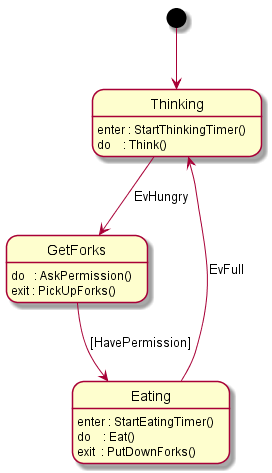 Thinking
enter : StartThinkingTimer()
do : Think()
EvHungry
GetForks
do : AskPermission()
exit : PickUpForks()
EvFull
[HavePermission]
Eating
enter : StartEatingTimer()
do : Eat()
exit : PutDownForks()